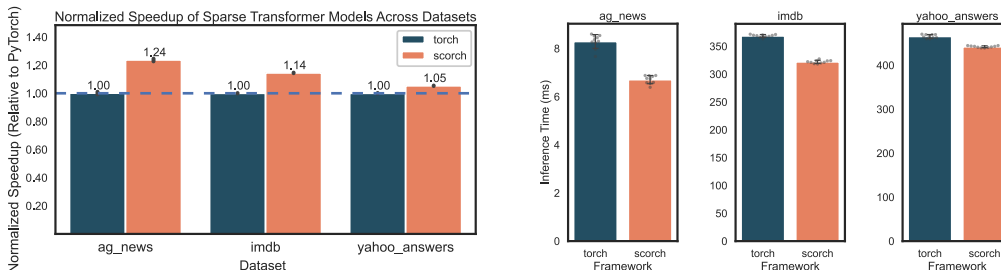 Normalized Speedup of Sparse Transformer Models Across Datasets
Normalized Speedup (Relative to PyTorch)
1.40
1.20
1.00
0.80
0.60
0.40
0.20
torch
scorch
1.00
1.24
1.00
1.14
1.00
1.05
ag_news
imdb
yahoo_answers
Dataset
ag_news
Inference Time (ms)
8
6
4
2
0
torch
scorch
Framework
imdb
350
300
250
200
150
100
50
0
torch
scorch
Framework
yahoo_answers
400
300
200
100
0
torch
scorch
Framework